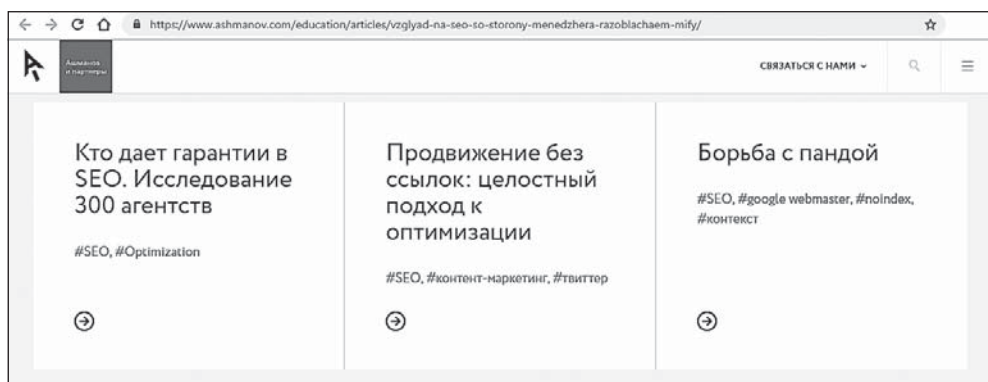 https://www.ashmanov.com/education/articles/vzglyad-na-seo-so-storony-menedzhera-razoblachaem-mify/
Ашманов
и партнеры
СВЯЗАТЬСЯ С НАМИ
Кто дает гарантии в
SEO. Исследование
300 агентств
#SEO, #Optimization
Продвижение без
ссылок: целостный
подход к
оптимизации
#SEO, #контент-маркетинг, #твиттер
Борьба с пандой
#SEO, #google webmaster, #noindex,
#контекст